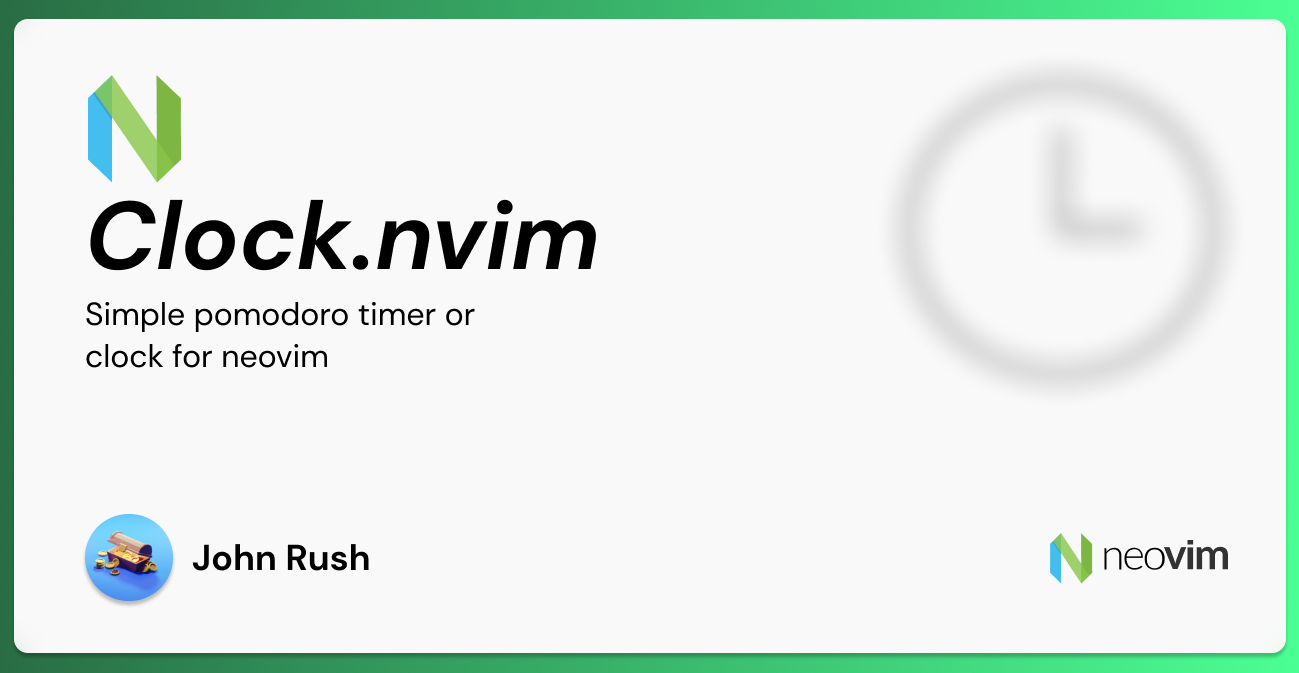 Clock.nvim
Simple pomodoro timer or
clock for neovim
John Rush
neovim